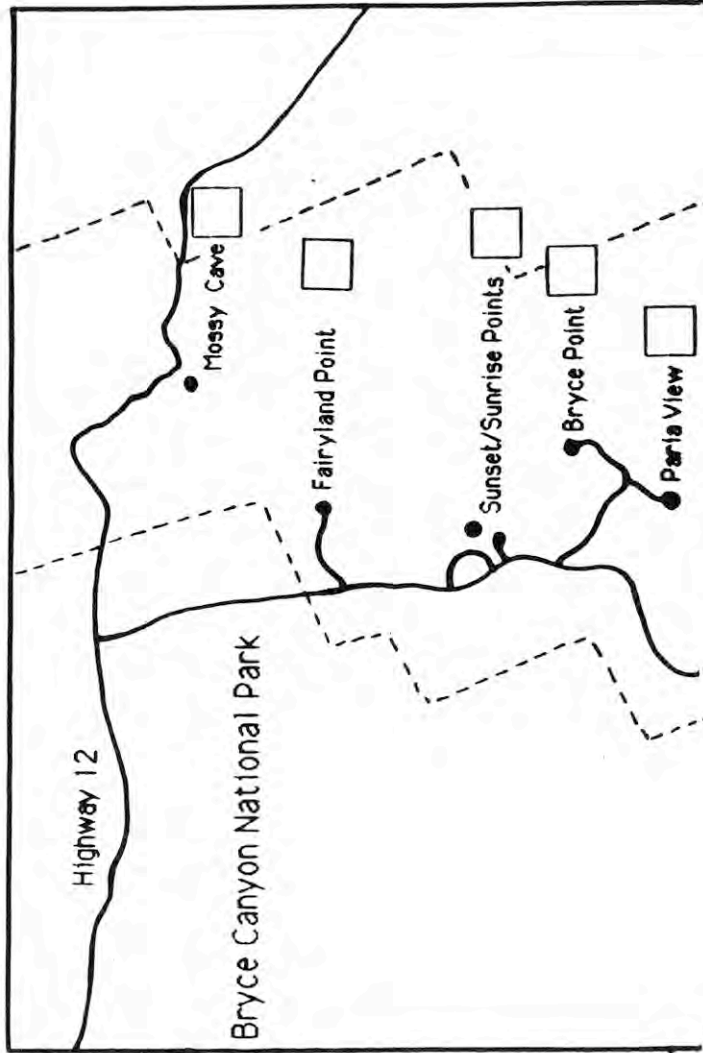 Highway 12
Bryce Canyon National Park
Mossy Cave
Fairyland Point
Sunset/Sunrise Points
Bryce Point
Paria View